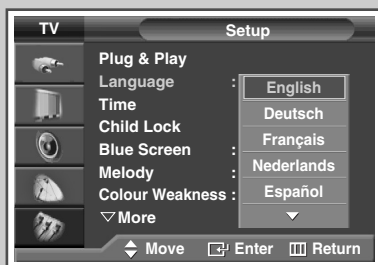 TV
Setup
Plug & Play
Language :
English
Time
Deutsch
Child Lock
Français
Blue Screen :
Nederlands
Melody :
Español
Colour Weakness :
▽More
▼
Move Enter Return